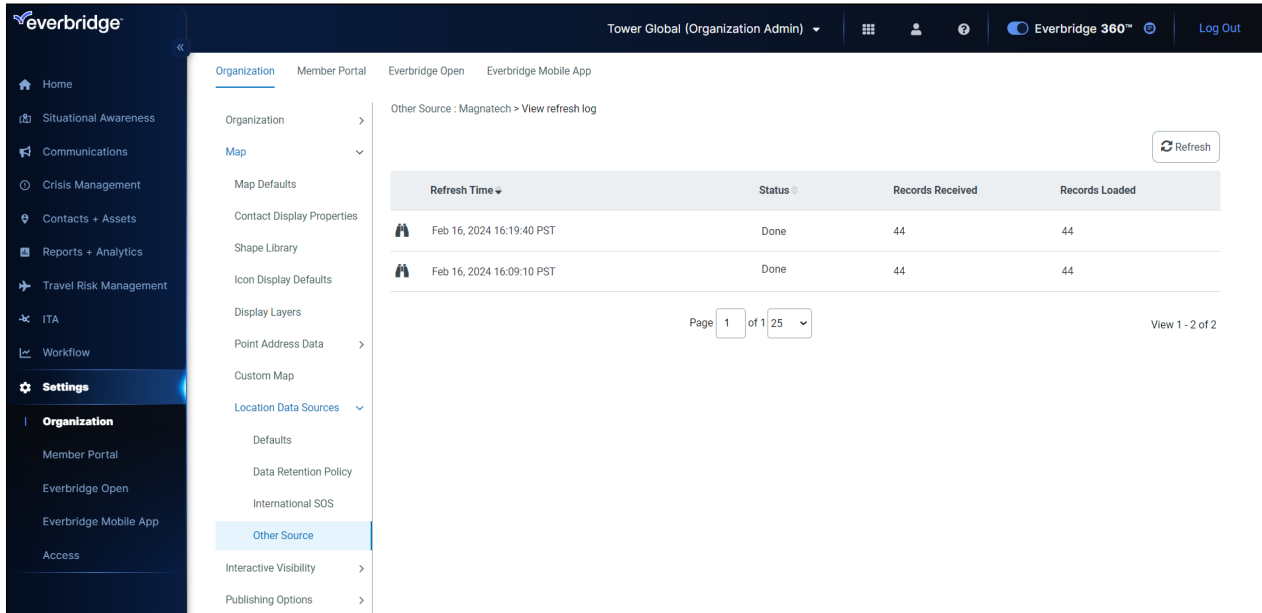 everbridge™
Tower Global (Organization Admin)
Everbridge 360™
Log Out
«
Home
Situational Awareness
Communications
Crisis Management
Contacts + Assets
Reports + Analytics
Travel Risk Management
ITA
Workflow
Settings
Organization
Member Portal
Everbridge Open
Everbridge Mobile App
Access
Organization Member Portal Everbridge Open Everbridge Mobile App
Organization
Map
Map Defaults
Contact Display Properties
Shape Library
Icon Display Defaults
Display Layers
Point Address Data
Custom Map
Location Data Sources
Defaults
Data Retention Policy
International SOS
Other Source
Interactive Visibility
Publishing Options
Other Source : Magnatech > View refresh log
Refresh
Refresh Time Status Records Received Records Loaded
Feb 16, 2024 16:19:40 PST Done 44 44
Feb 16, 2024 16:09:10 PST Done 44 44
Page 1 of 1 25
View 1 - 2 of 2